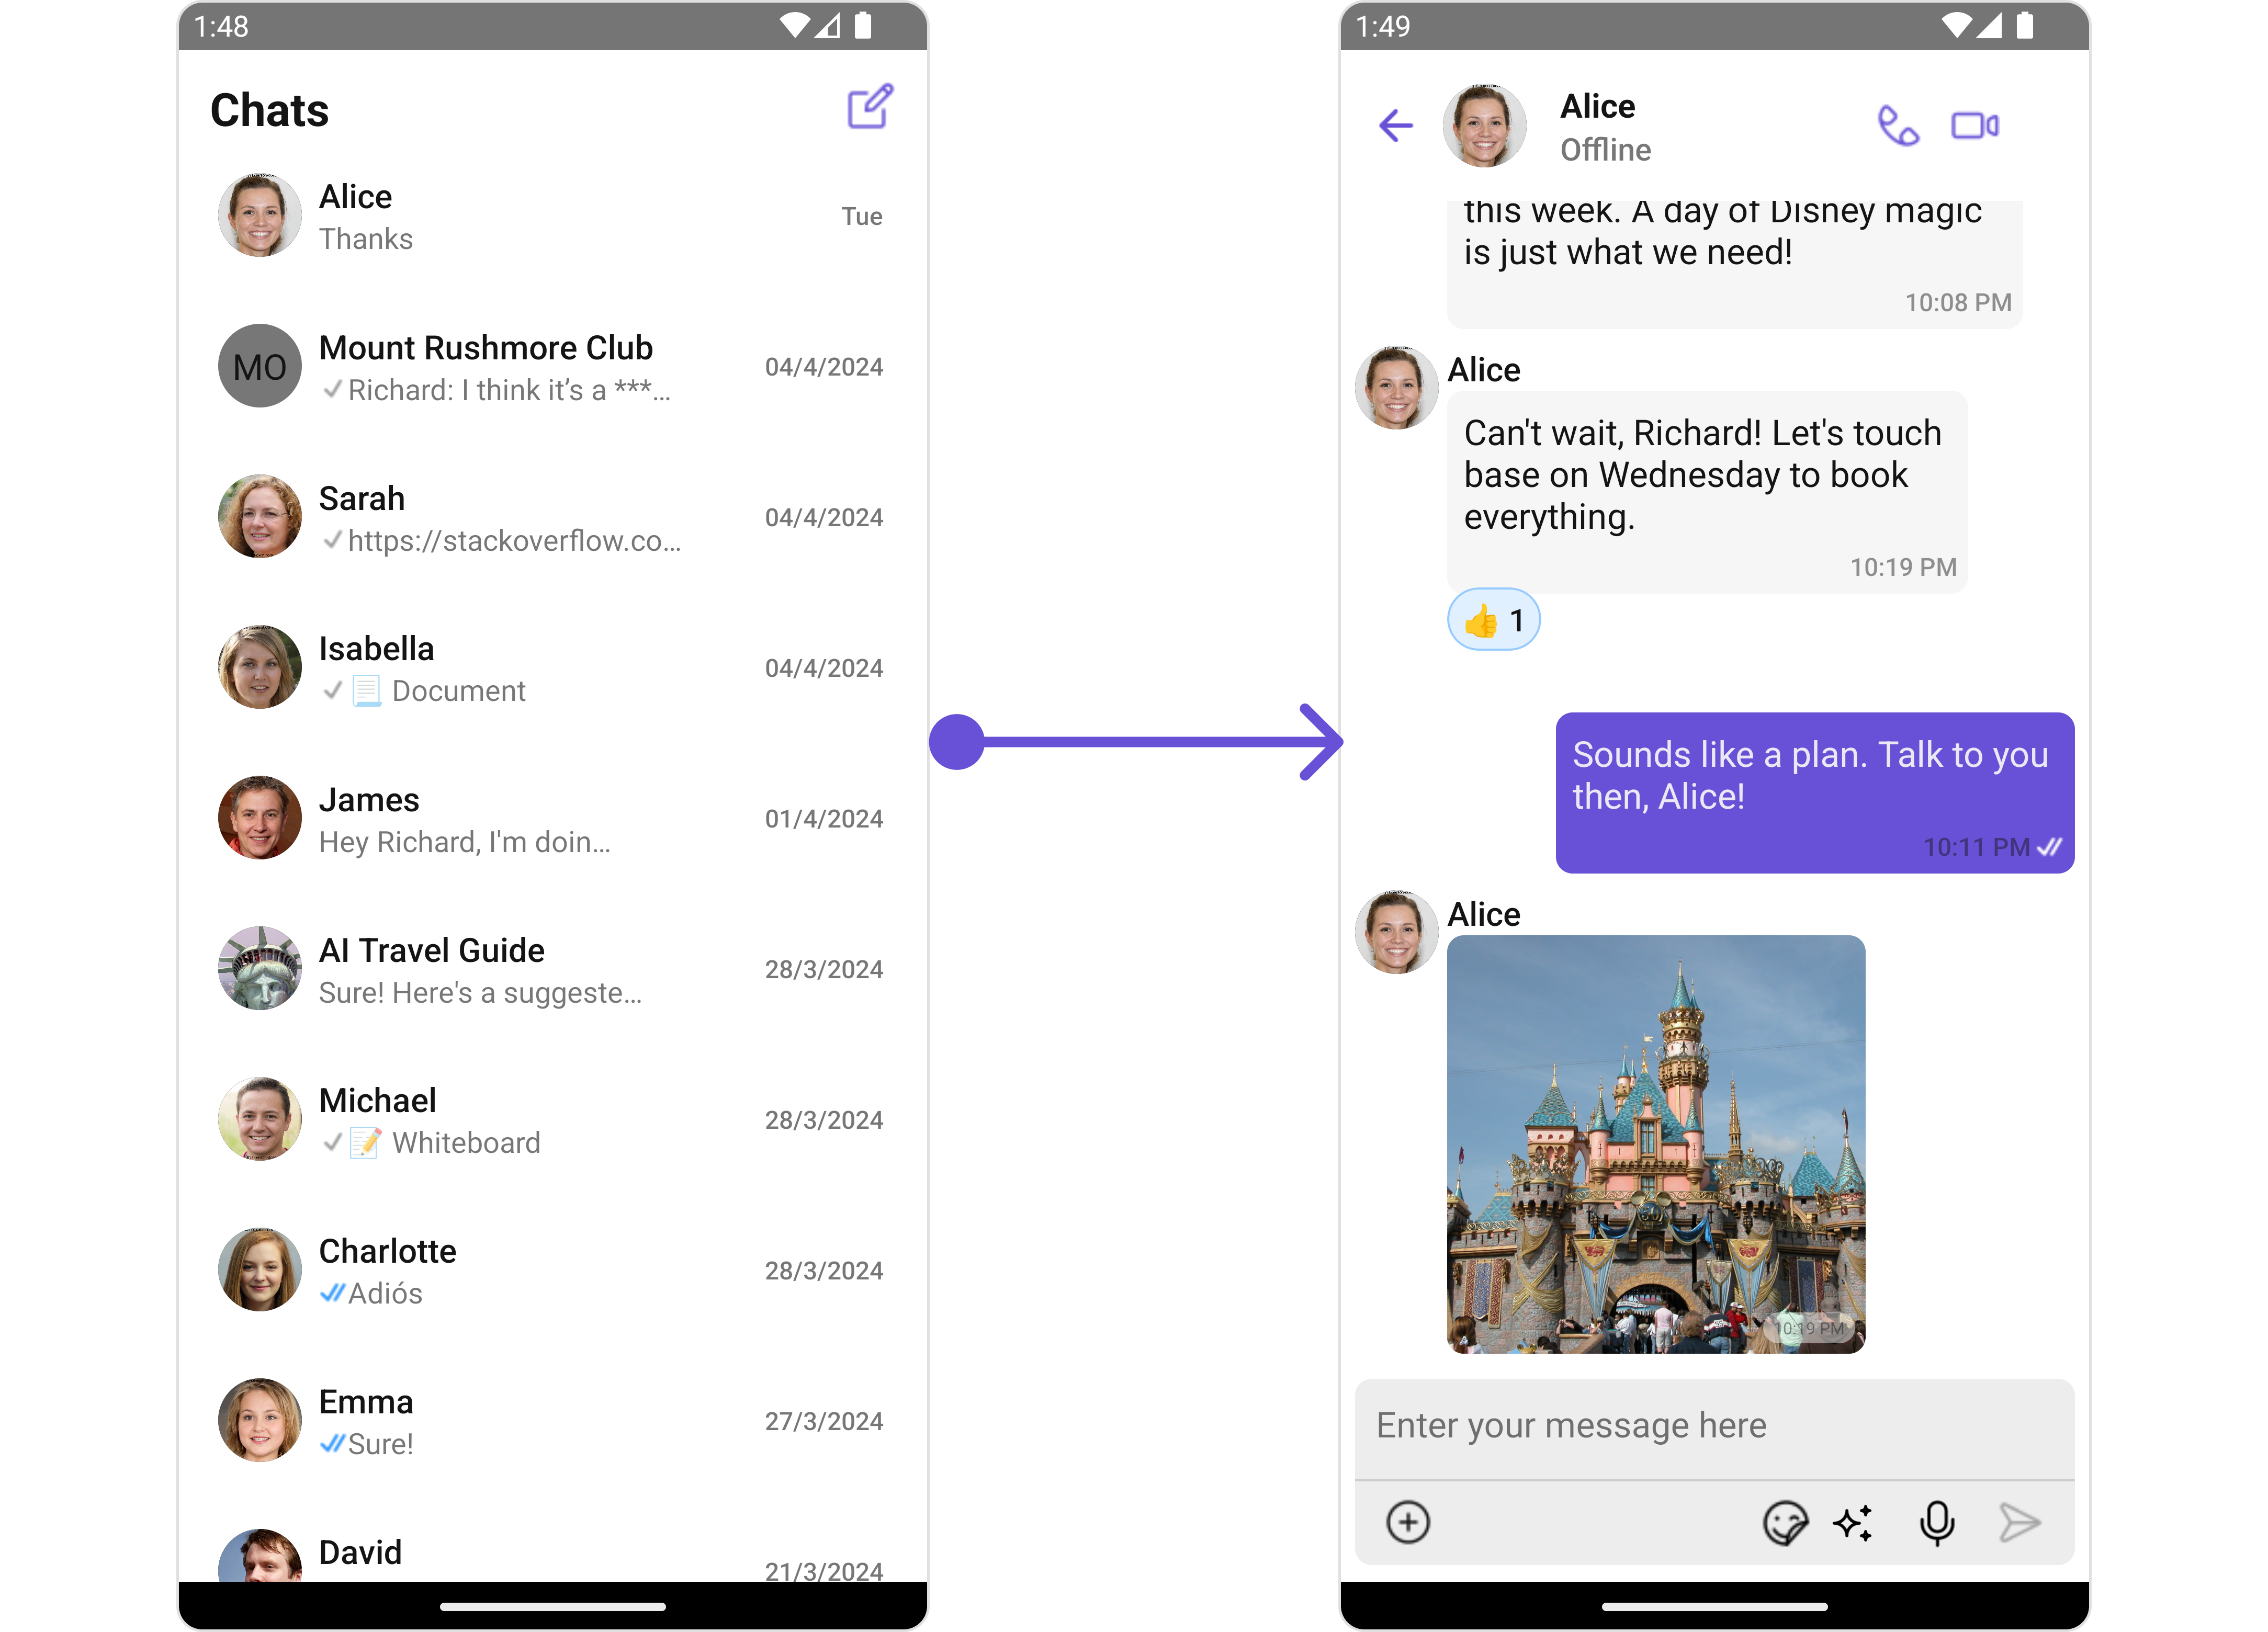 1:48
Chats
Alice
Tue
Thanks
MO
Mount Rushmore Club
04/4/2024
Richard: I think it’s a ***...
Sarah
04/4/2024
https://stackoverflow.co...
Isabella
04/4/2024
Document
James
01/4/2024
Hey Richard, I'm doin...
AI Travel Guide
28/3/2024
Sure! Here's a suggeste...
Michael
28/3/2024
Whiteboard
Charlotte
28/3/2024
Adiós
Emma
27/3/2024
Sure!
David
21/3/2024
1:49
Alice
Offline
this week. A day of Disney magic
is just what we need!
10:08 PM
Alice
Can't wait, Richard! Let's touch
base on Wednesday to book
everything.
10:19 PM
👍 1
Sounds like a plan. Talk to you
then, Alice!
10:11 PM
Alice
10:19 PM
Enter your message here